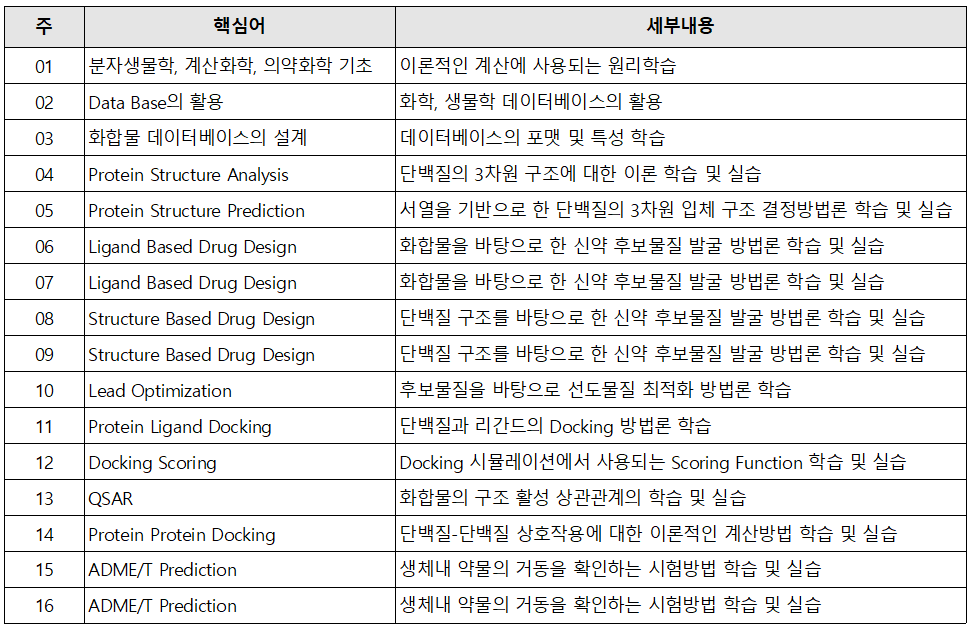 주 핵심어 세부내용
01 분자생물학, 계산화학, 의약화학 기초 이론적인 계산에 사용되는 원리학습
02 Data Base의 활용 화학, 생물학 데이터베이스의 활용
03 화합물 데이터베이스의 설계 데이터베이스의 포맷 및 특성 학습
04 Protein Structure Analysis 단백질의 3차원 구조에 대한 이론 학습 및 실습
05 Protein Structure Prediction 서열을 기반으로 한 단백질의 3차원 입체 구조 결정방법론 학습 및 실습
06 Ligand Based Drug Design 화합물을 바탕으로 한 신약 후보물질 발굴 방법론 학습 및 실습
07 Ligand Based Drug Design 화합물을 바탕으로 한 신약 후보물질 발굴 방법론 학습 및 실습
08 Structure Based Drug Design 단백질 구조를 바탕으로 한 신약 후보물질 발굴 방법론 학습 및 실습
09 Structure Based Drug Design 단백질 구조를 바탕으로 한 신약 후보물질 발굴 방법론 학습 및 실습
10 Lead Optimization 후보물질을 바탕으로 선도물질 최적화 방법론 학습
11 Protein Ligand Docking 단백질과 리간드의 Docking 방법론 학습
12 Docking Scoring Docking 시뮬레이션에서 사용되는 Scoring Function 학습 및 실습
13 QSAR 화합물의 구조 활성 상관관계의 학습 및 실습
14 Protein Protein Docking 단백질-단백질 상호작용에 대한 이론적인 계산방법 학습 및 실습
15 ADME/T Prediction 생체내 약물의 거동을 확인하는 시험방법 학습 및 실습
16 ADME/T Prediction 생체내 약물의 거동을 확인하는 시험방법 학습 및 실습